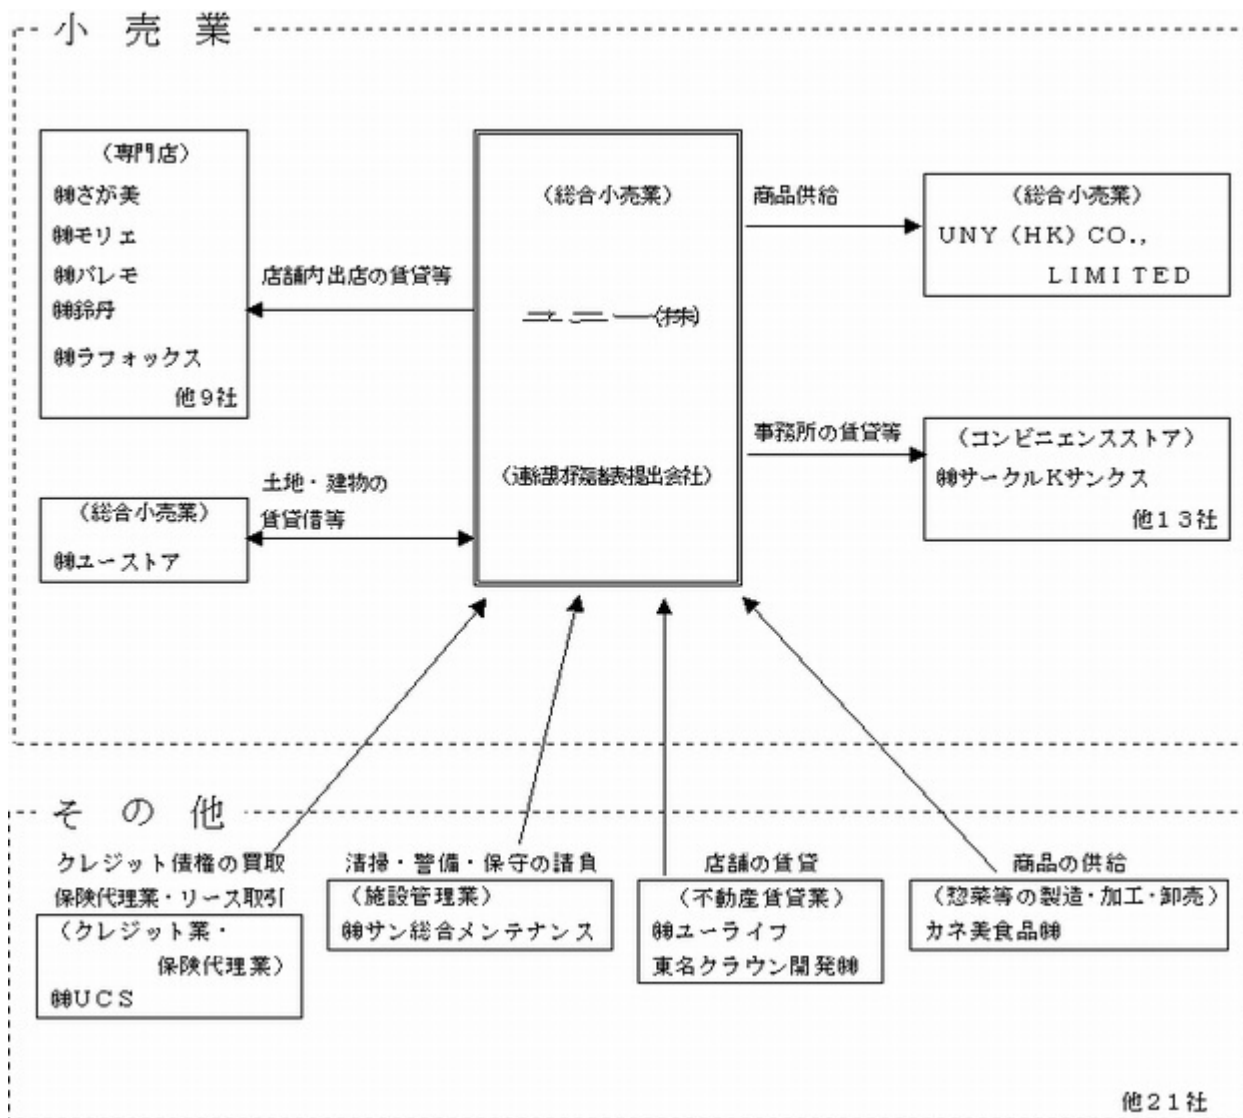 小売業
（専門店）
㈱さが美
㈱モリエ
㈱パレモ
㈱鈴丹
㈱ラフォックス
他９社
店舗内出店の賃貸等
（総合小売業）
㈱ユーストア
土地・建物の
賃貸借等
（総合小売業）
ユニー(株)
（連結財務諸表提出会社）
商品供給
（総合小売業）
ＵＮＹ（ＨＫ）ＣＯ．，
ＬＩＭＩＴＥＤ
事務所の賃貸等
（コンビニェンスストア）
㈱サークルＫサンクス
他１３社
その他
クレジット債権の買取
保険代理業・リース取引
（クレジット業・
保険代理業）
㈱ＵＣＳ
清掃・警備・保守の請負
（施設管理業）
㈱サン総合メンテナンス
店舗の賃貸
（不動産賃貸業）
㈱ユーライフ
東名クラウン開発㈱
商品の供給
（惣菜等の製造・加工・卸売）
カネ美食品㈱
他２１社